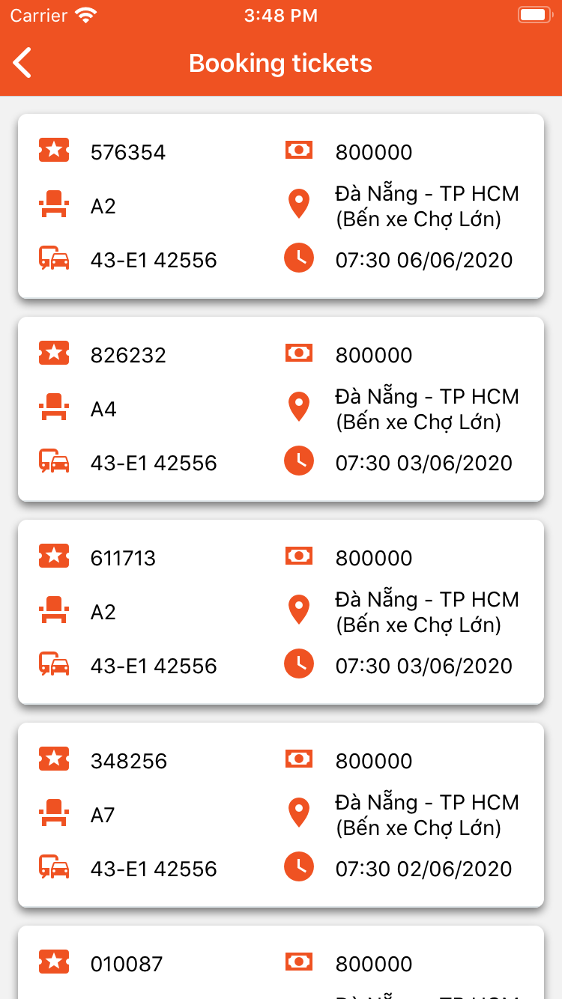 Carrier 3:48 PM
Booking tickets
576354 800000
A2 Đà Nẵng - TP HCM
(Bến xe Chợ Lớn)
43-E1 42556 07:30 06/06/2020
826232 800000
A4 Đà Nẵng - TP HCM
(Bến xe Chợ Lớn)
43-E1 42556 07:30 03/06/2020
611713 800000
A2 Đà Nẵng - TP HCM
(Bến xe Chợ Lớn)
43-E1 42556 07:30 03/06/2020
348256 800000
A7 Đà Nẵng - TP HCM
(Bến xe Chợ Lớn)
43-E1 42556 07:30 02/06/2020
010087 800000